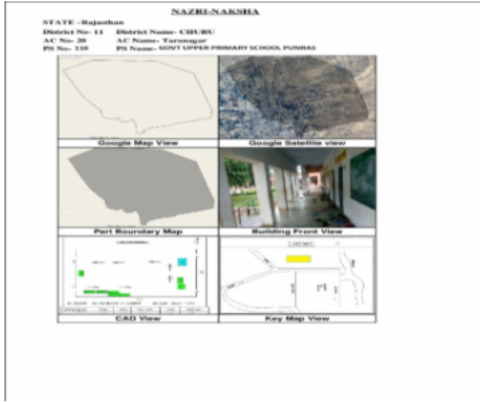 NAZRI-NAKSHA
STATE -Rajasthan
District No- 11 District Name- CHURU
AC No- 20 AC Name- Taranagar
PS No- 110 PS Name- GOVT UPPER PRIMARY SCHOOL PUNRAS
Google Map View Google Satellite view
Part Boundary Map Building Front View
CAD View Key Map View